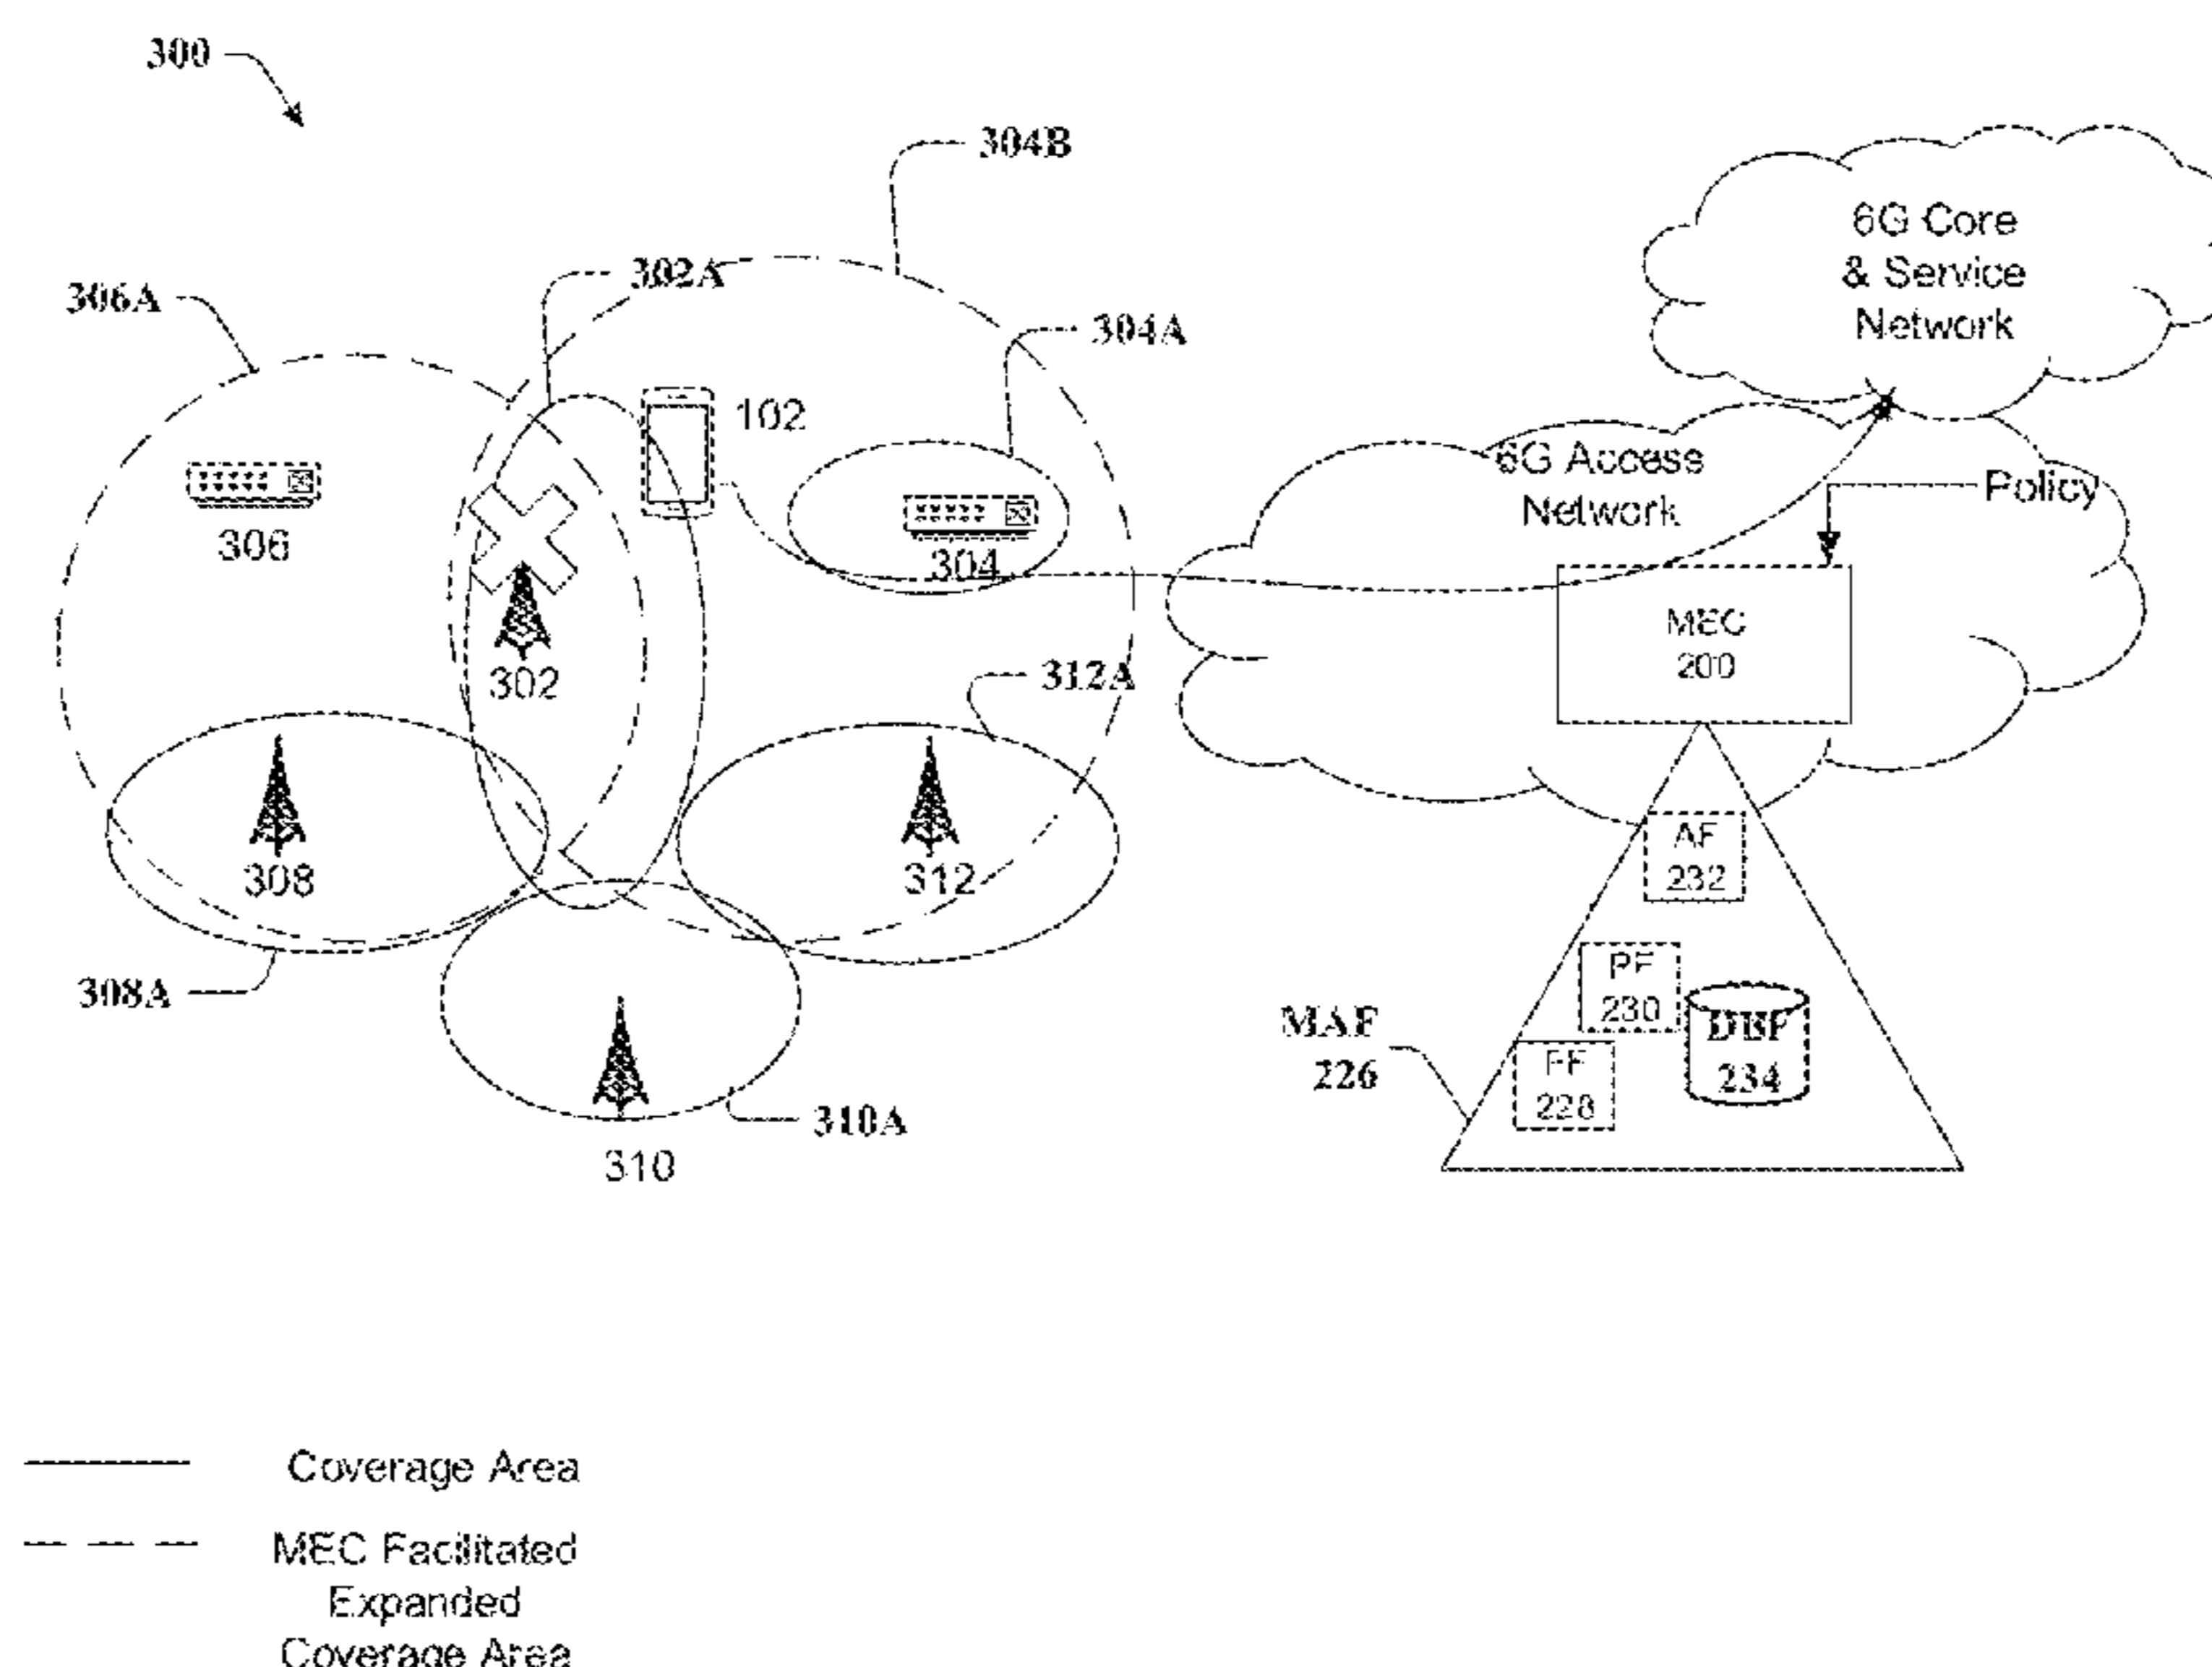 300
304B
6G Core
& Service
Network
302A
306A
304A
102
6G Access
Network
Policy
306
304
MEC
200
302
312A
AF
232
308
312
PF
230
308A
MAF
226
DBF
234
228
310A
310
Coverage Area
MEC Facilitated
Expanded
Coverage Area